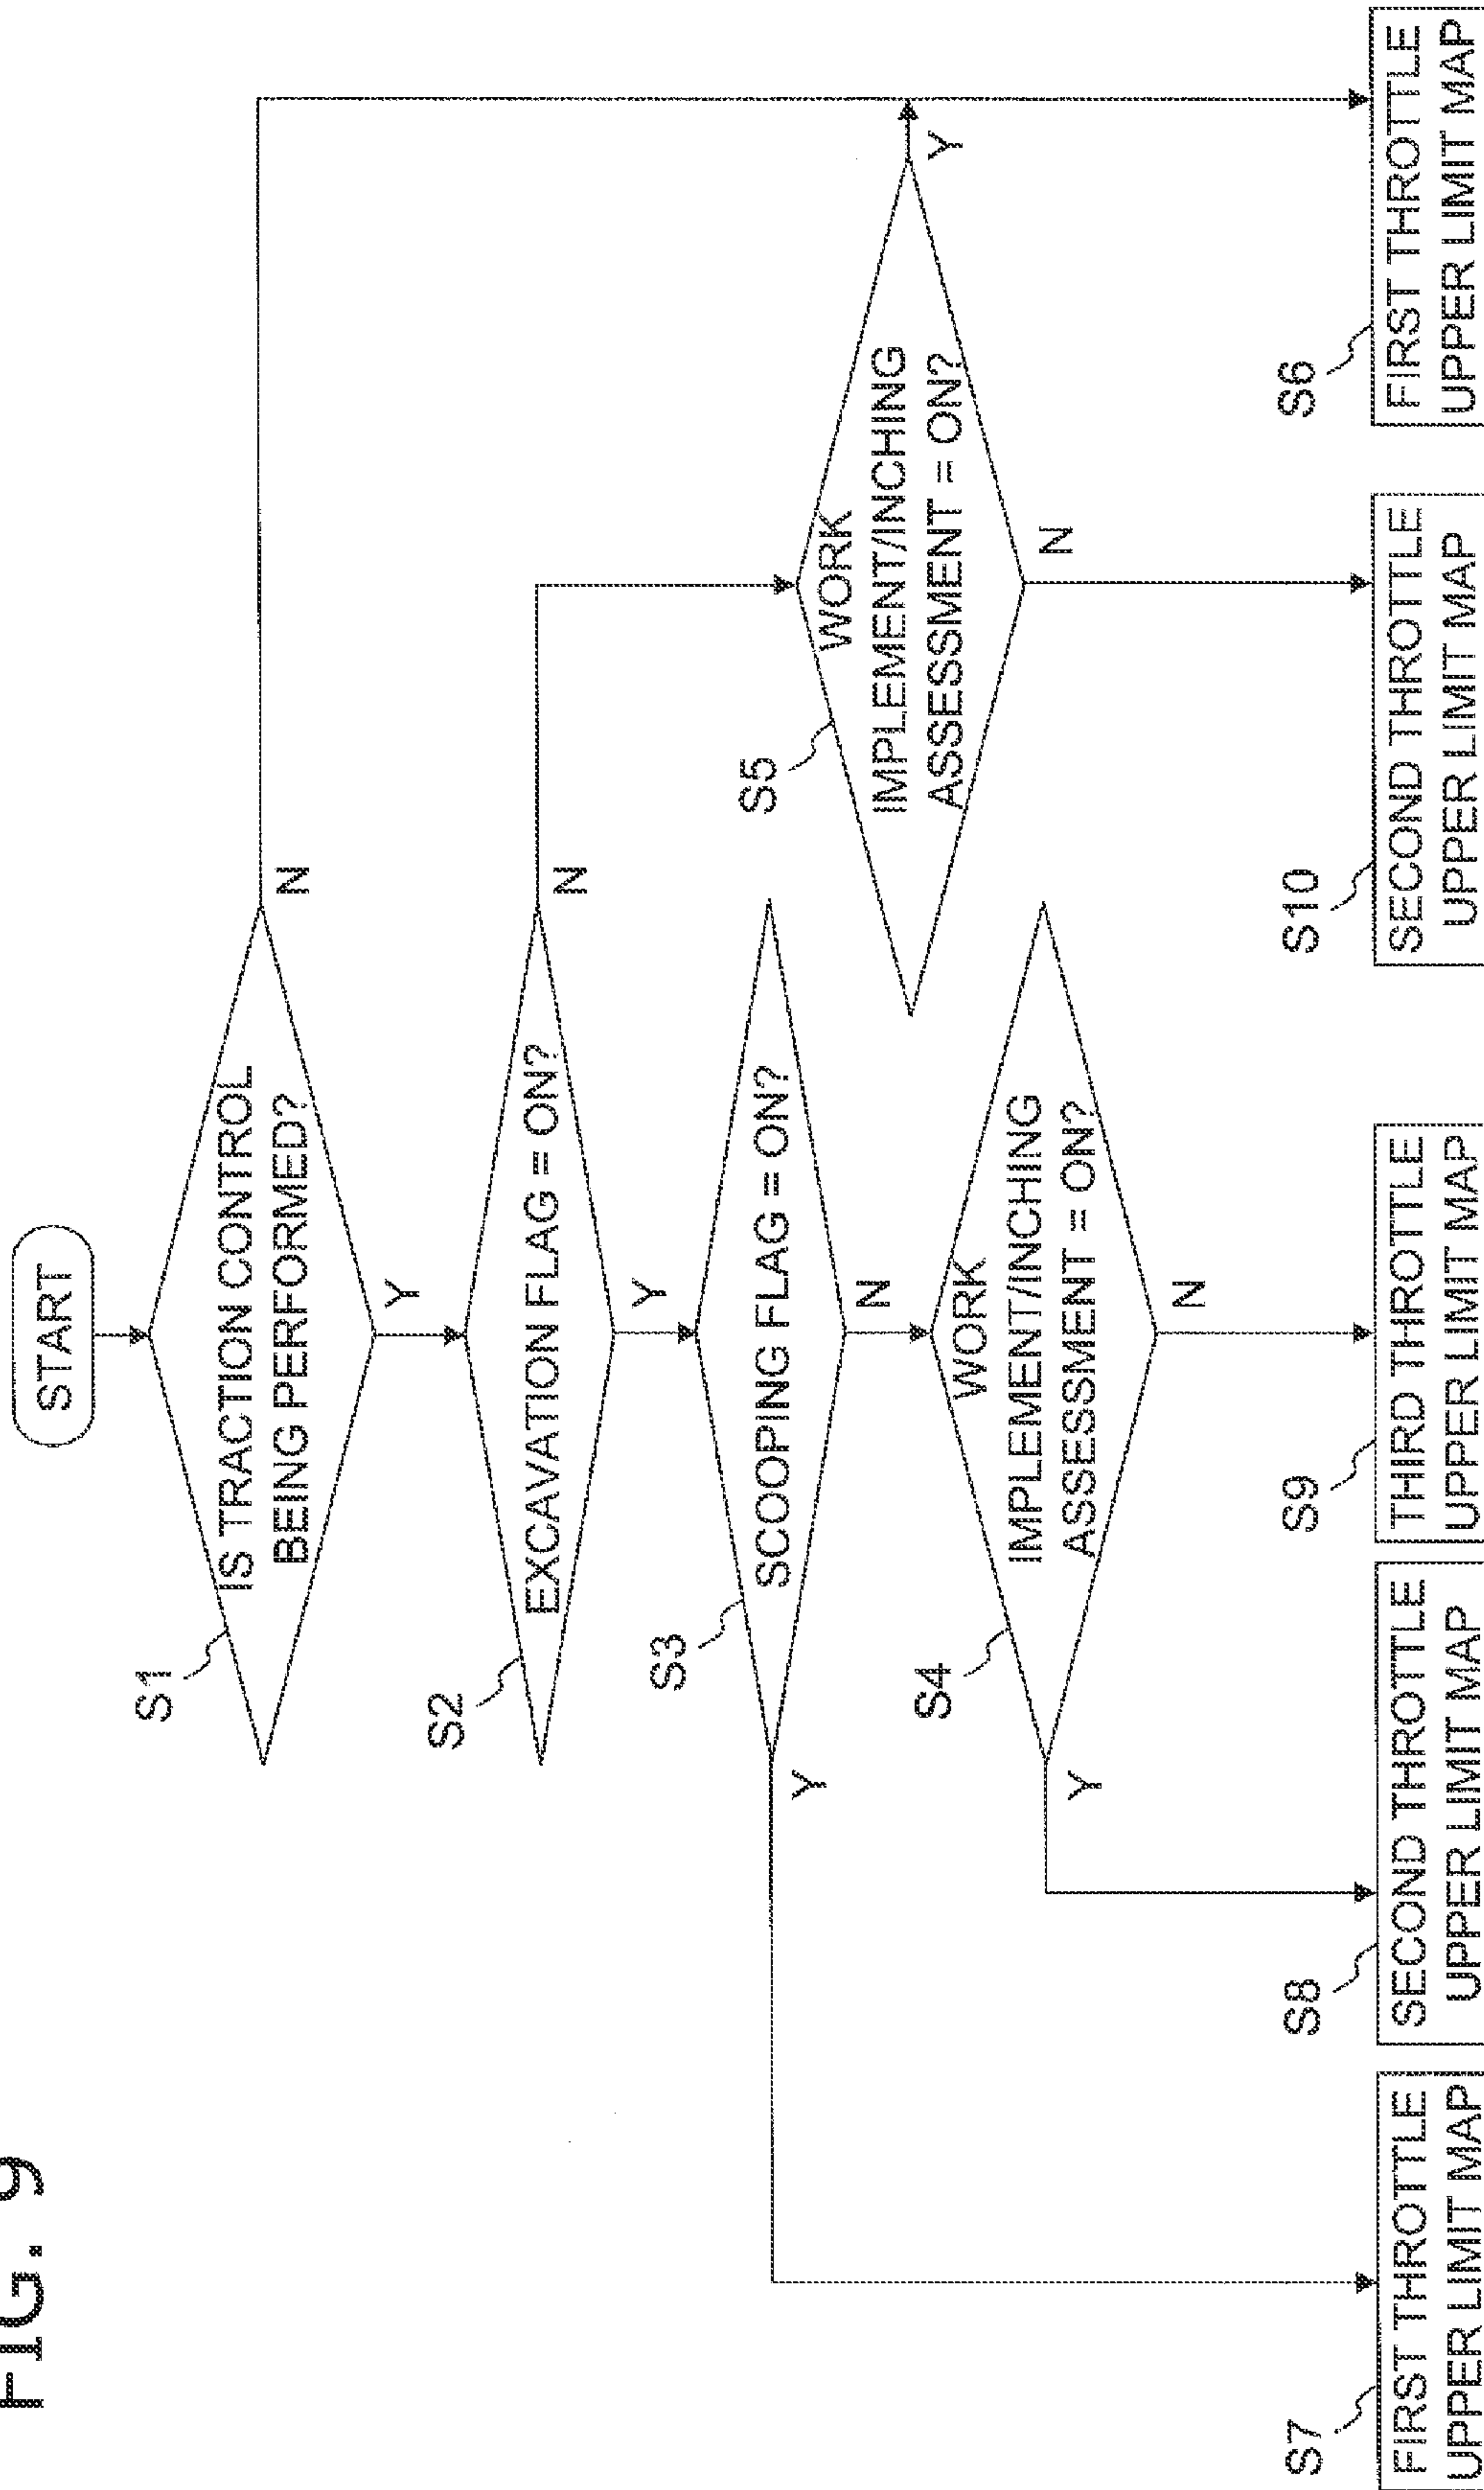 FIG. 9
START
S1
IS TRACTION CONTROL
BEING PERFORMED?
N
Y
S2
EXCAVATION FLAG = ON?
N
Y
S3
SCOOPING FLAG = ON?
Y
N
S4
WORK
IMPLEMENT/INCHING
ASSESSMENT = ON?
Y
N
S5
WORK
IMPLEMENT/INCHING
ASSESSMENT = ON?
Y
N
S7
FIRST THROTTLE
UPPER LIMIT MAP
S8
SECOND THROTTLE
UPPER LIMIT MAP
S9
THIRD THROTTLE
UPPER LIMIT MAP
S10
SECOND THROTTLE
UPPER LIMIT MAP
S6
FIRST THROTTLE
UPPER LIMIT MAP